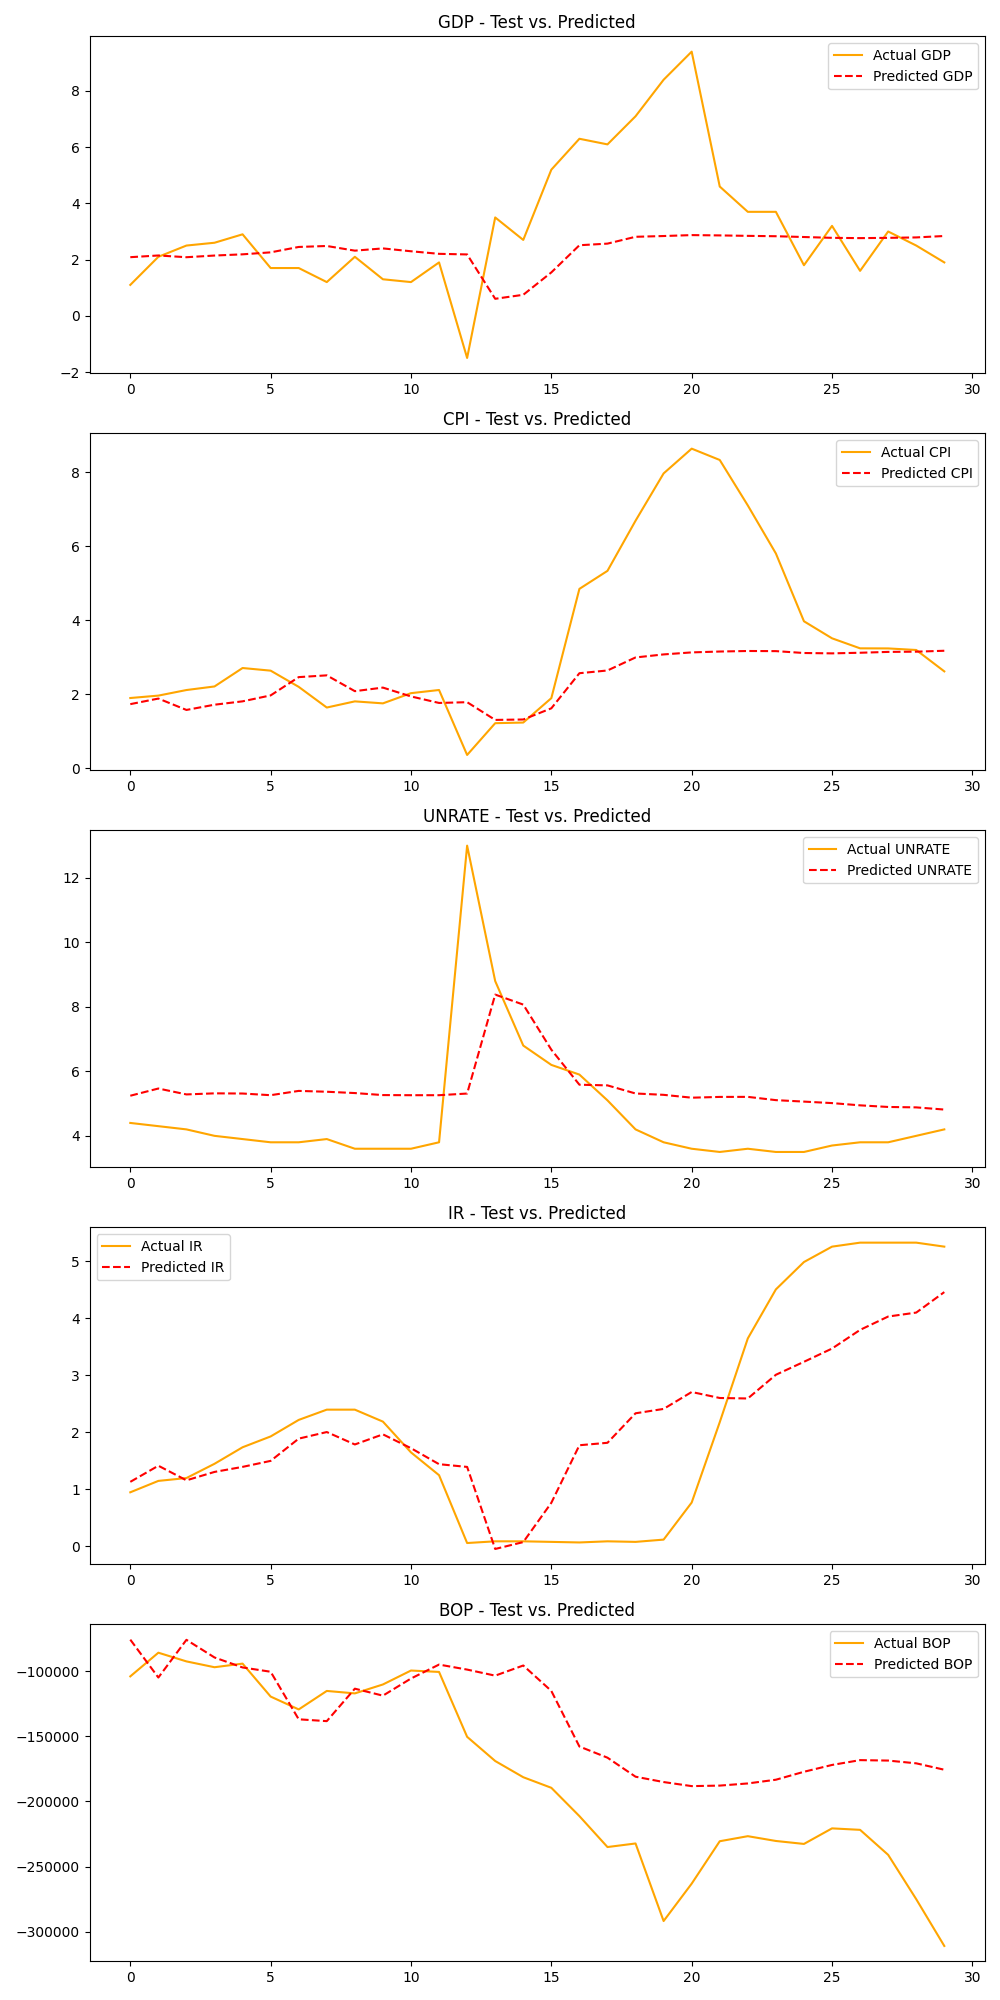 GDP - Test vs. Predicted
Actual GDP
Predicted GDP
8
6
4
2
0
−2
0 5 10 15 20 25 30
CPI - Test vs. Predicted
Actual CPI
Predicted CPI
8
6
4
2
0
0 5 10 15 20 25 30
UNRATE - Test vs. Predicted
Actual UNRATE
Predicted UNRATE
12
10
8
6
4
0 5 10 15 20 25 30
IR - Test vs. Predicted
Actual IR
Predicted IR
5
4
3
2
1
0
0 5 10 15 20 25 30
BOP - Test vs. Predicted
Actual BOP
Predicted BOP
−100000
−150000
−200000
−250000
−300000
0 5 10 15 20 25 30